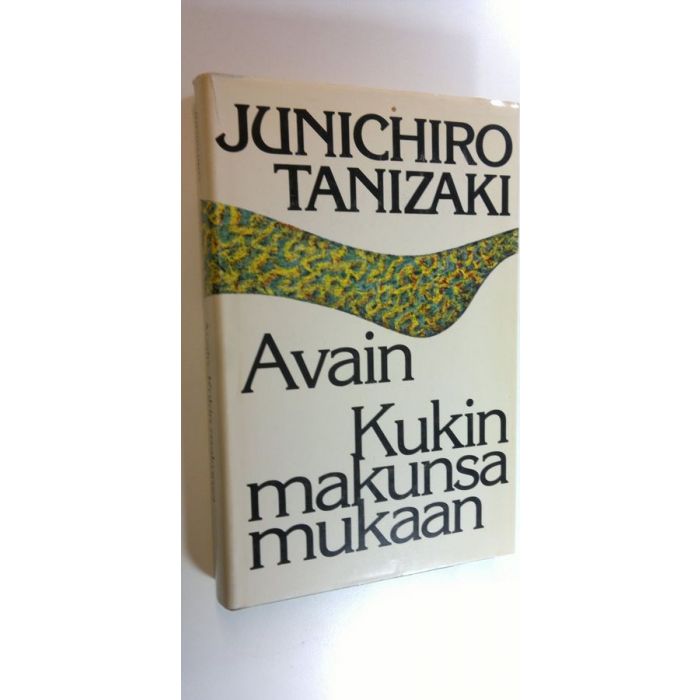 JUNICHIRO
TANIZAKI
Avain
Kukin
makunsa
mukaan